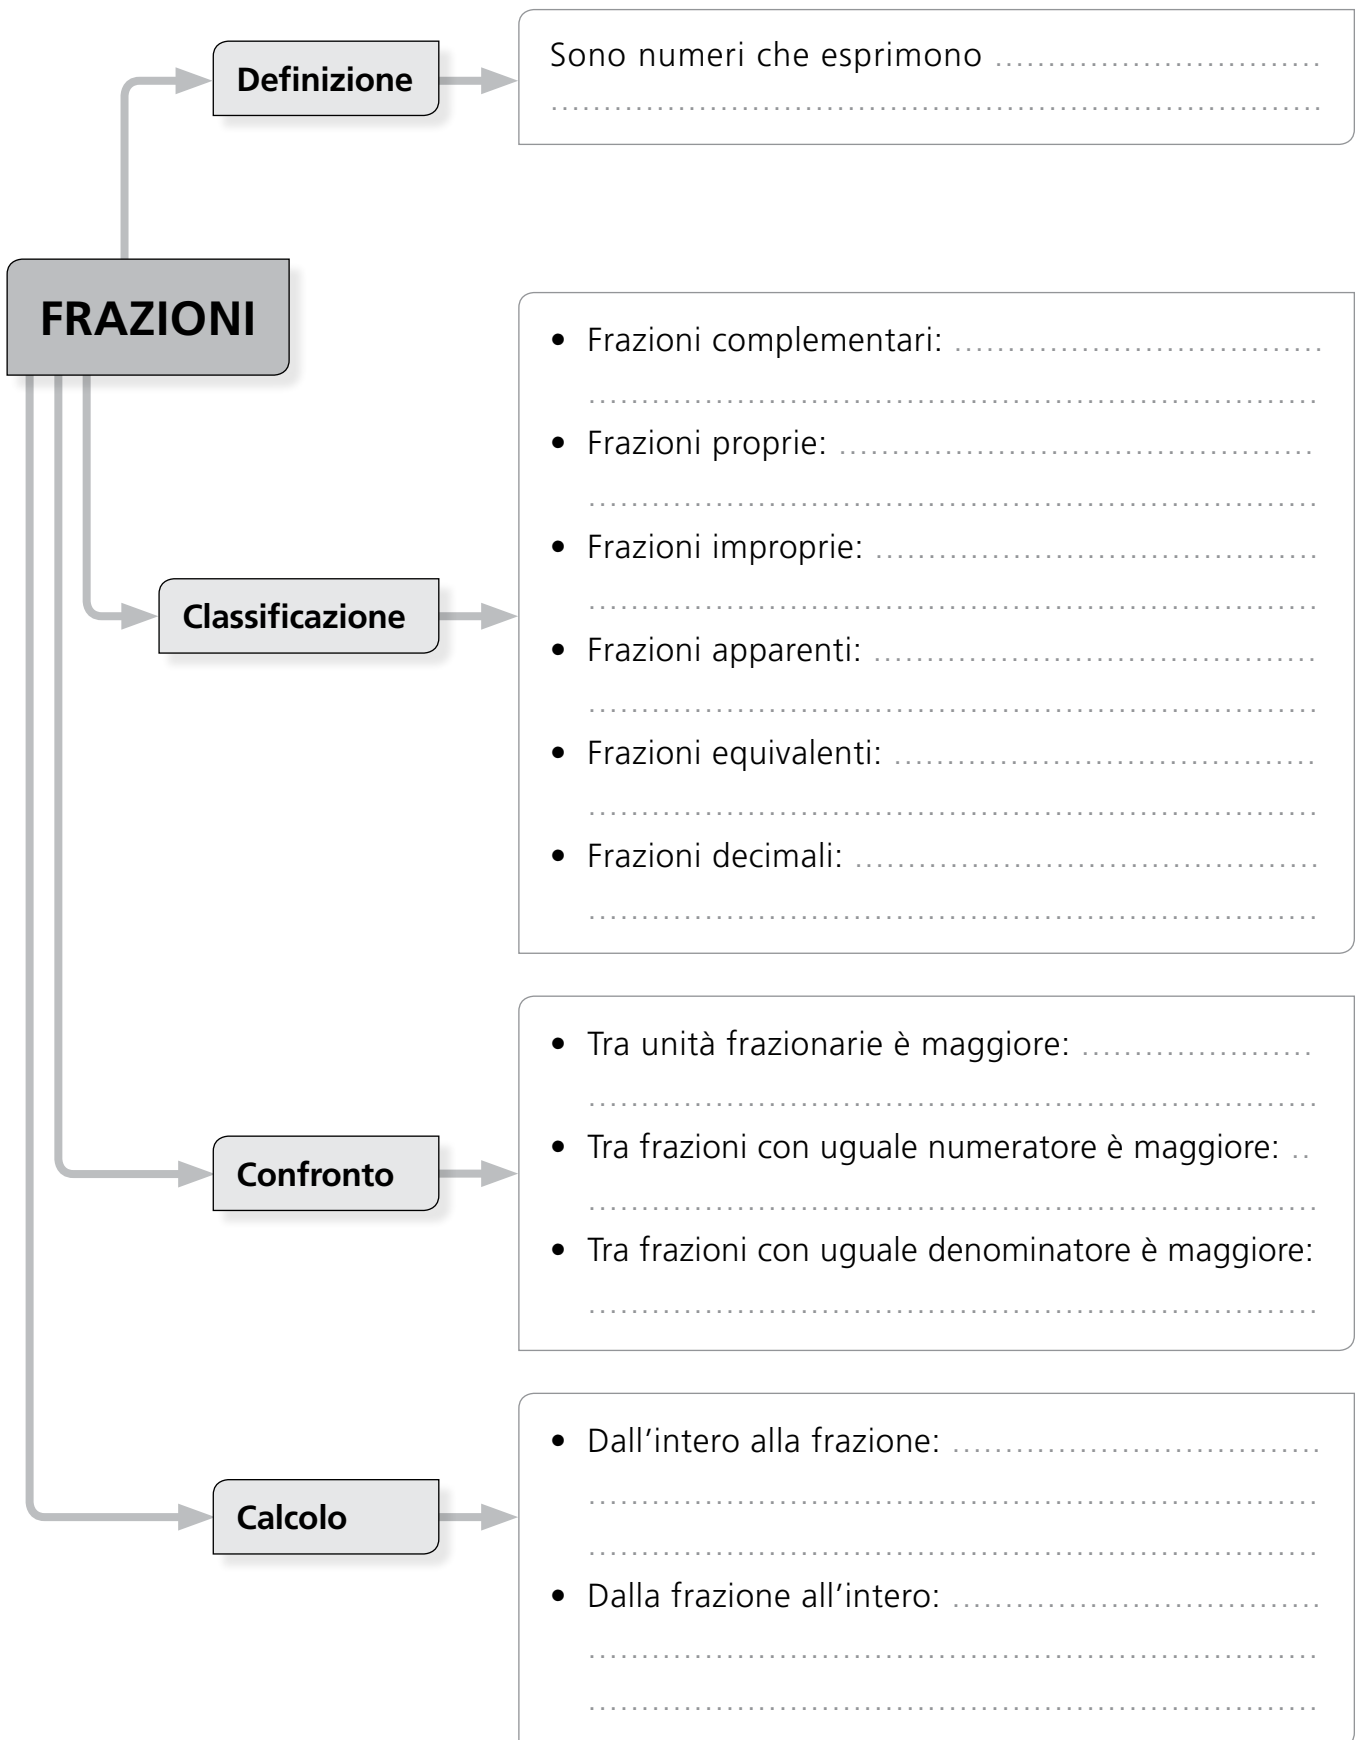 Definizione
Sono numeri che esprimono ...............................
.........................................................................
FRAZIONI
• Frazioni complementari: ...................................
.....................................................................
• Frazioni proprie: .............................................
.....................................................................
• Frazioni improprie: ..........................................
.....................................................................
Classificazione
• Frazioni apparenti: ..........................................
.....................................................................
• Frazioni equivalenti: ........................................
.....................................................................
• Frazioni decimali: ............................................
.....................................................................
• Tra unità frazionarie è maggiore: ......................
.....................................................................
Confronto
• Tra frazioni con uguale numeratore è maggiore: ..
.....................................................................
• Tra frazioni con uguale denominatore è maggiore:
.....................................................................
Calcolo
• Dall’intero alla frazione: ...................................
.....................................................................
.....................................................................
• Dalla frazione all’intero: ...................................
.....................................................................
.....................................................................